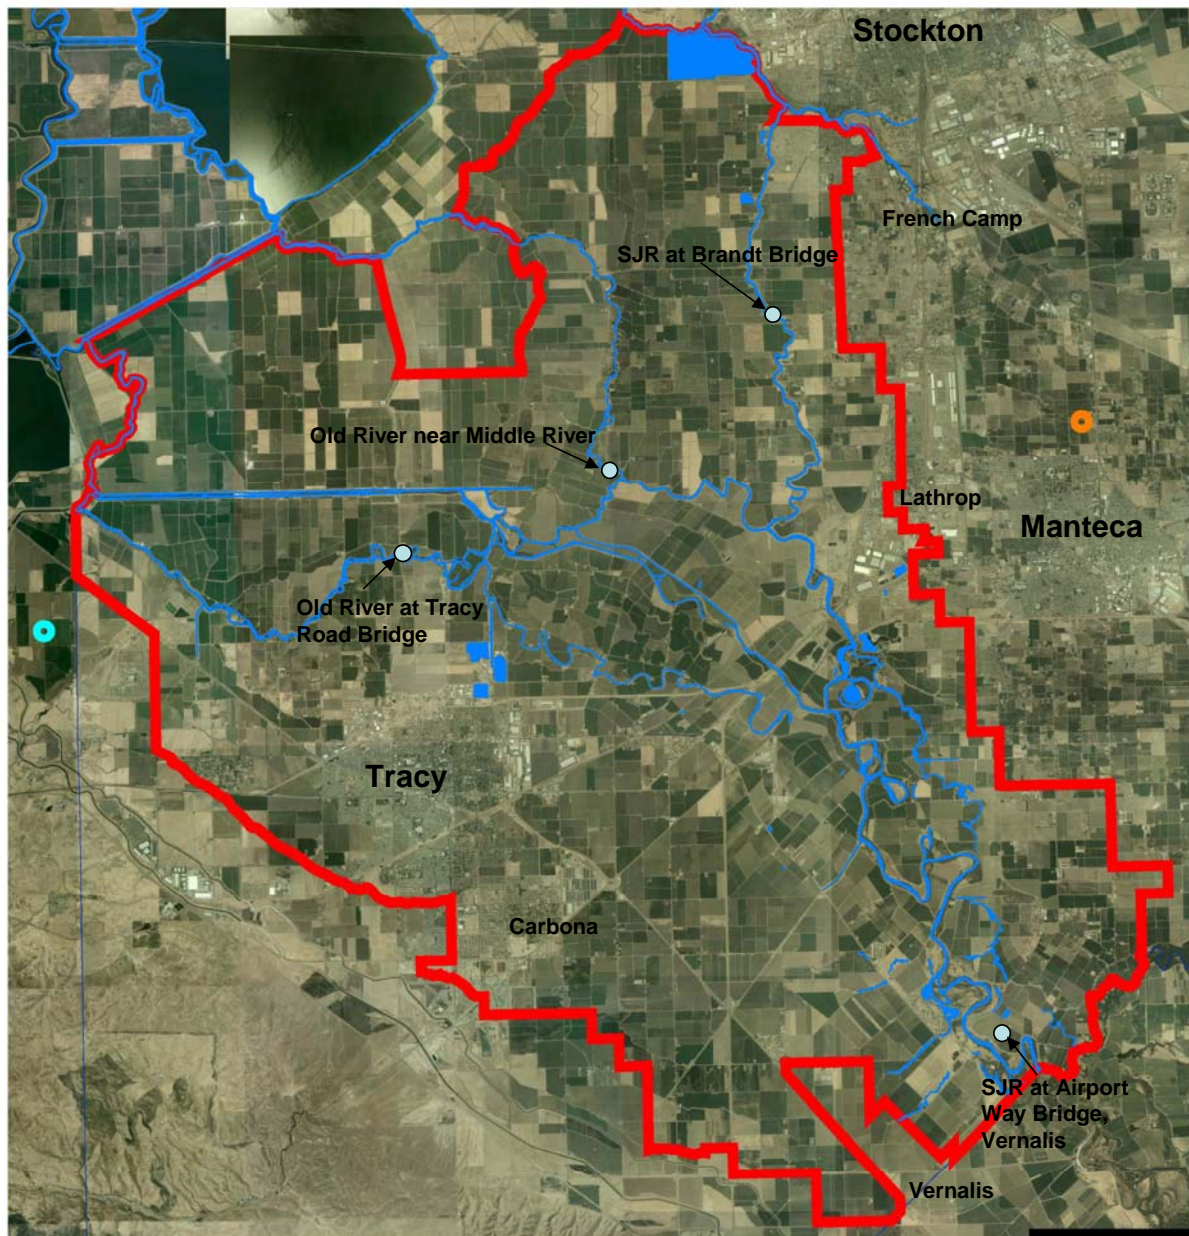 Stockton
French Camp
SJR at Brandt Bridge
Old River near Middle River
Lathrop
Manteca
Old River at Tracy
Road Bridge
Tracy
Carbona
SJR at Airport
Way Bridge,
Vernalis
Vernalis